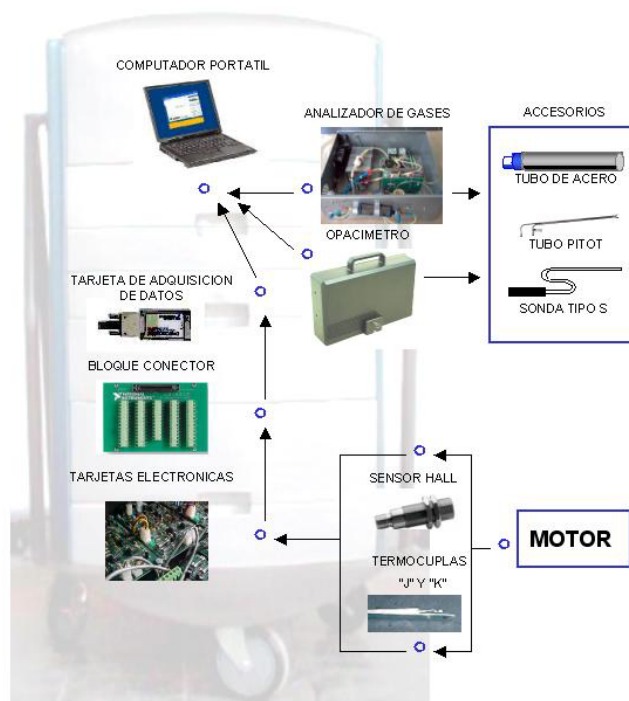 COMPUTADOR PORTATIL
ANALIZADOR DE GASES
ACCESORIOS
TUBO DE ACERO
OPACIMETRO
TUBO PITOT
TARJETA DE ADQUISICION
DE DATOS
SONDA TIPO S
BLOQUE CONECTOR
TARJETAS ELECTRONICAS
SENSOR HALL
MOTOR
TERMOCUPLAS
"J" Y "K"